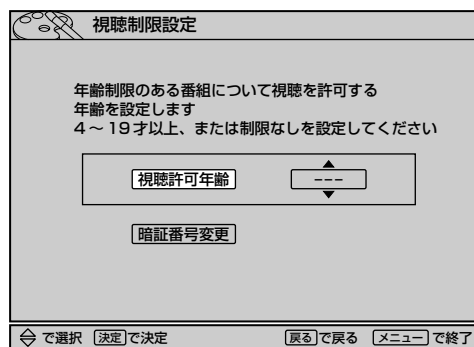 視聴制限設定
年齢制限のある番組について視聴を許可する
年齢を設定します
4～19才以上、または制限なしを設定してください
視聴許可年齢 ---
暗証番号変更
で選択 決定で決定 戻るで戻る メニューで終了